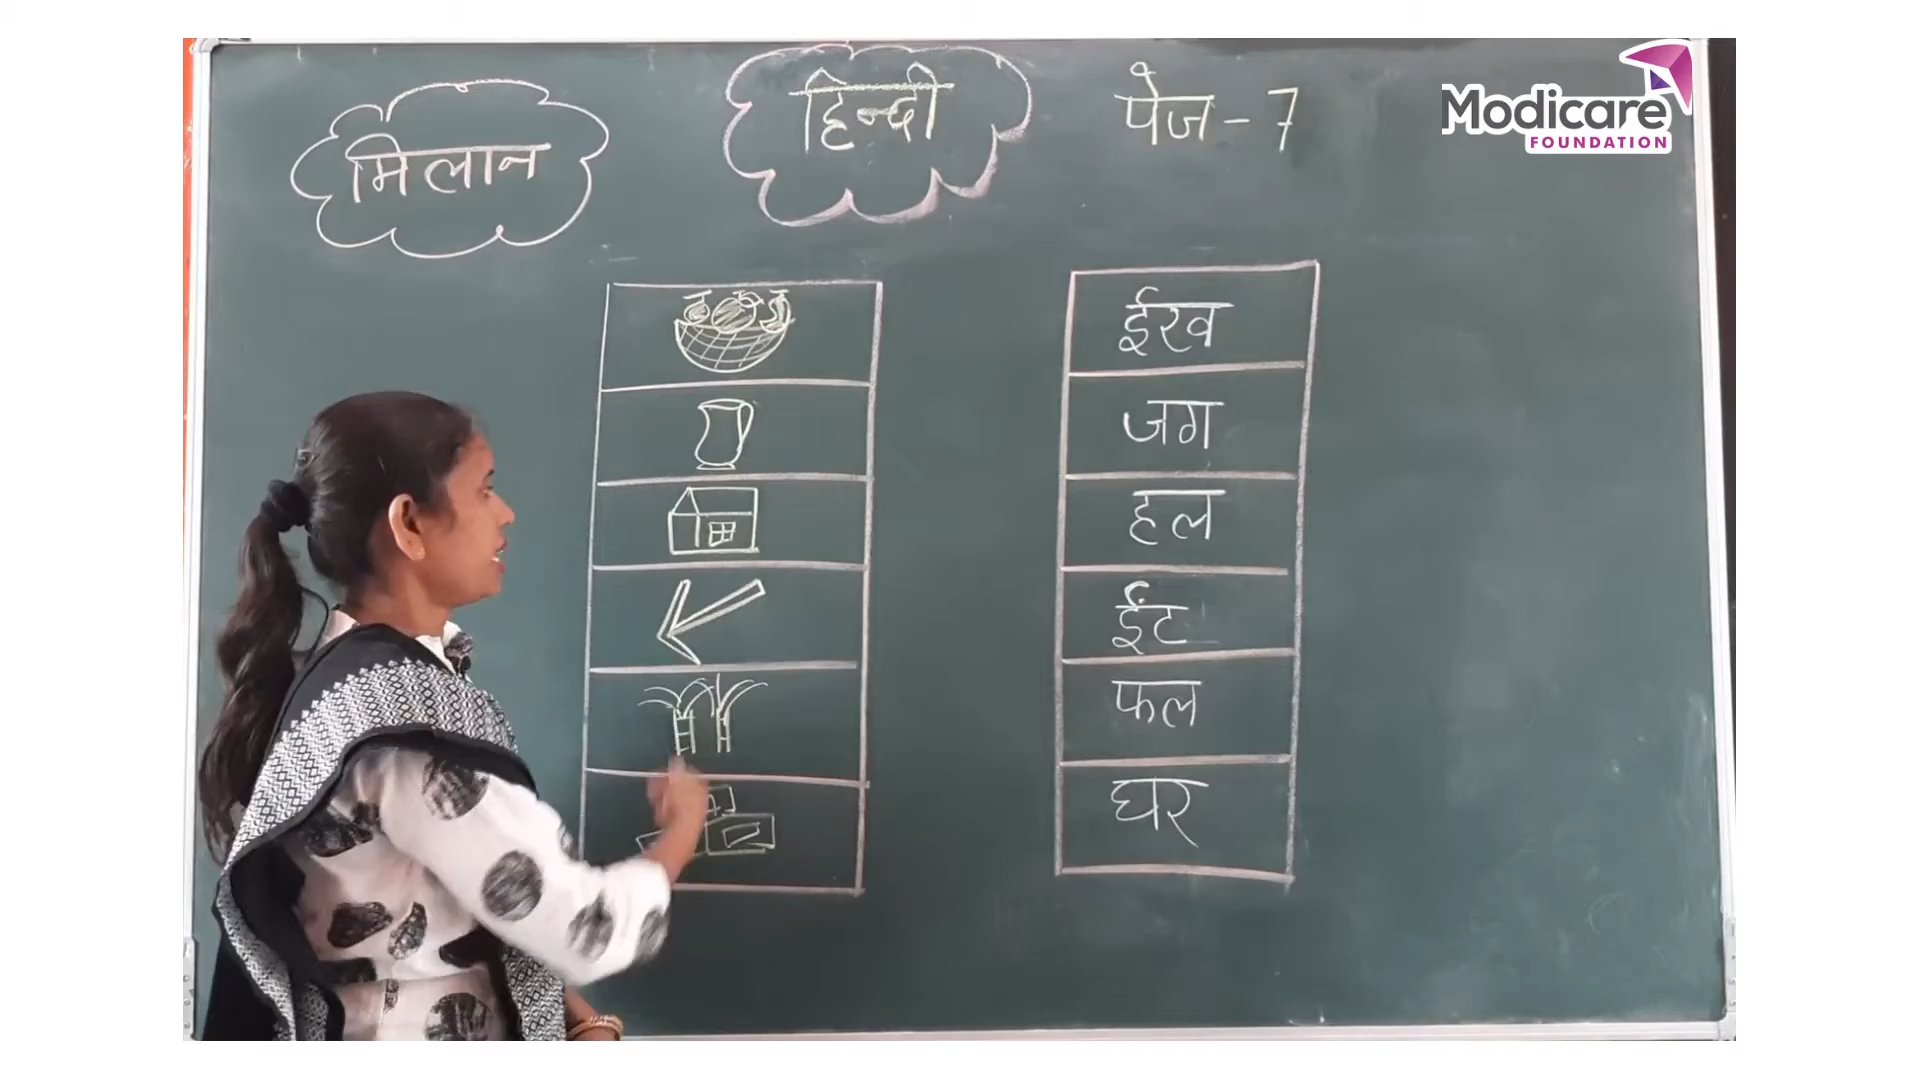 मिलान
हिन्दी
पेज-7
Modicare
FOUNDATION
ईख
जग
हल
ईंट
फल
घर